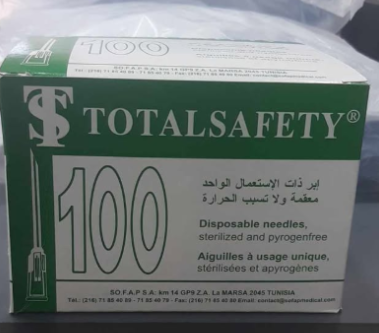 100
TS TOTALSAFETY®
100
إبر ذات الإستعمال الواحد
معقمة ولا تسبب الحرارة
Disposable needles,
sterilized and pyrogenfree
Aiguilles à usage unique,
stérilisées et apyrogènes
SO.F.A.P S.A. km 14 GP9 Z.A. La MARSA 2045 TUNISIA